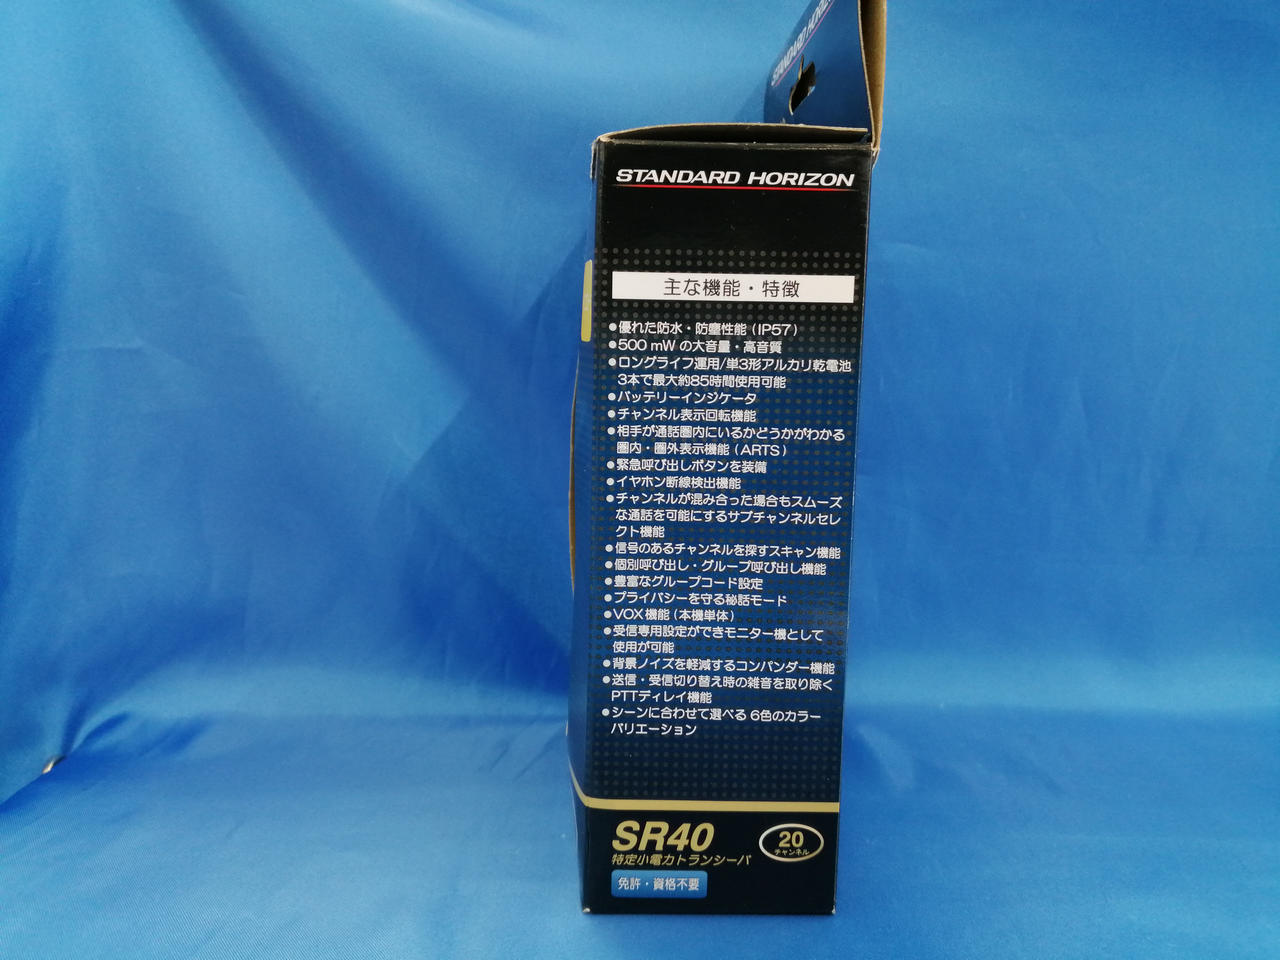 STANDARD HORIZON
STANDARD HORIZON
主な機能・特徴
●優れた防水・防塵性能(IP57)
●500 mW の大音量・高音質
●ロングライフ運用/単3形アルカリ乾電池
3本で最大約85時間使用可能
●バッテリーインジケータ
●チャンネル表示回転機能
●相手が通話圏内にいるかどうかがわかる
圏内・圏外表示機能(ARTS)
●緊急呼び出しボタンを装備
●イヤホン断線検出機能
●チャンネルが混み合った場合もスムーズ
な通話を可能にするサブチャンネルセレ
クト機能
●信号のあるチャンネルを探すスキャン機能
●個別呼び出し・グループ呼び出し機能
●豊富なグループコード設定
●プライバシーを守る秘話モード
●VOX機能(本機単体)
●受信専用設定ができモニター機として
使用が可能
●背景ノイズを軽減するコンパンダー機能
●送信・受信切り替え時の雑音を取り除く
PTTディレイ機能
●シーンに合わせて選べる 6色のカラー
バリエーション
SR40
特定小電力トランシーバ
20
チャンネル
免許・資格不要